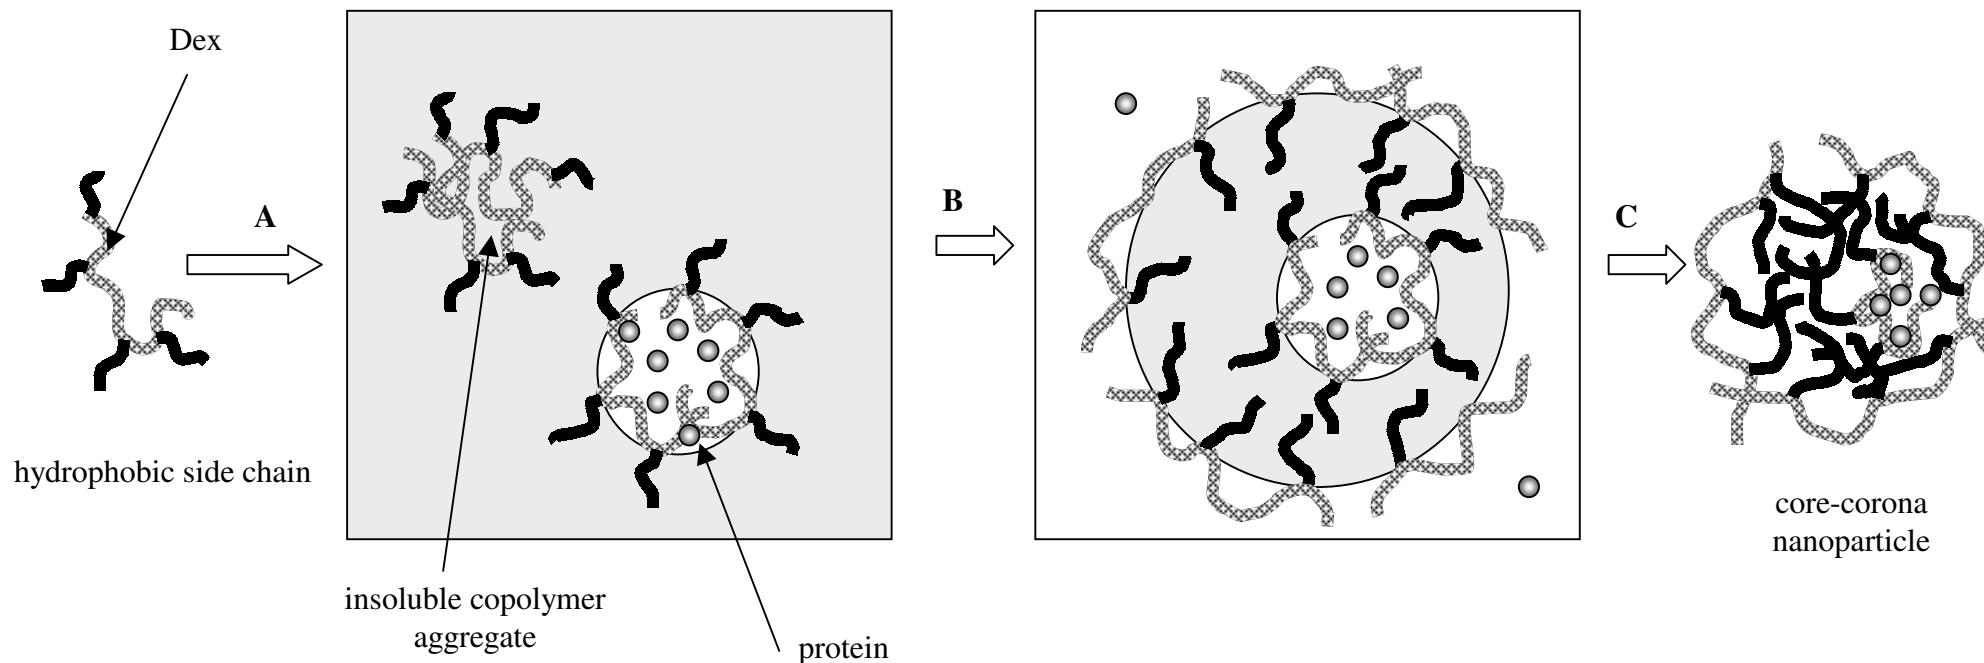 Dex
A
B
C
hydrophobic side chain
insoluble copolymer
aggregate
protein
core-corona
nanoparticle